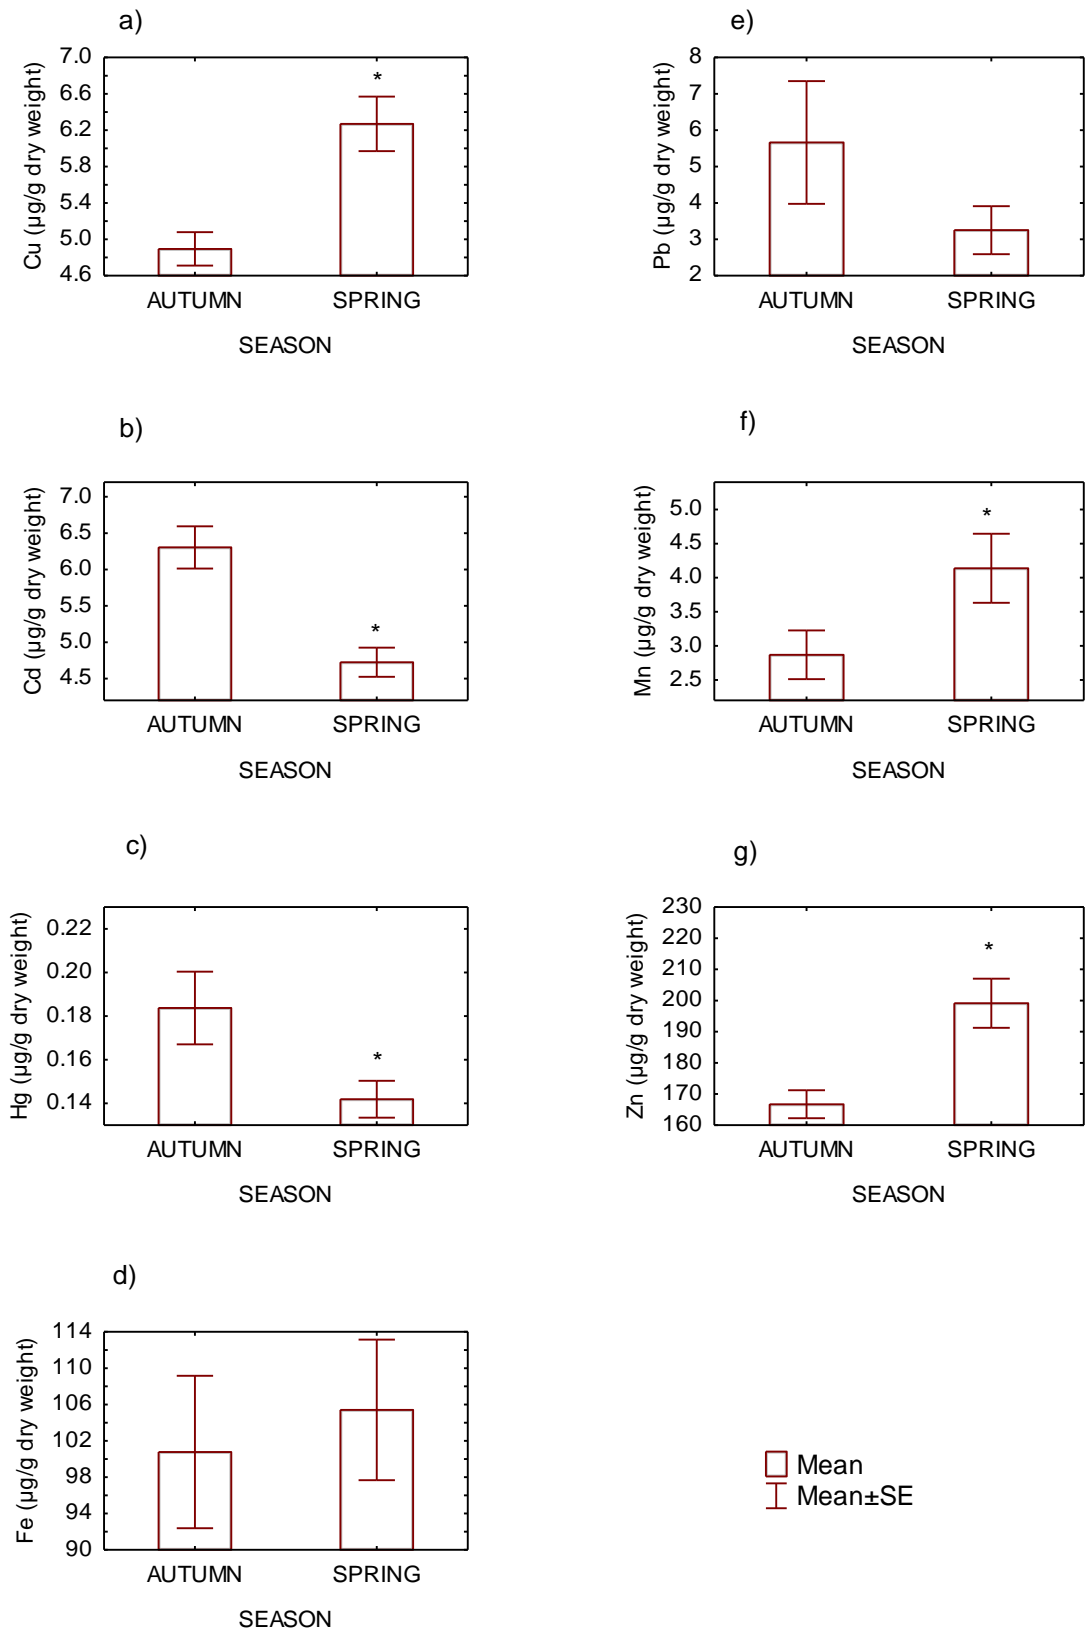 a)
Cu (µg/g dry weight)
7.0
6.6
6.2
5.8
5.4
5.0
4.6
*
AUTUMN SPRING
SEASON
e)
Pb (µg/g dry weight)
8
7
6
5
4
3
2
AUTUMN SPRING
SEASON
b)
Cd (µg/g dry weight)
7.0
6.5
6.0
5.5
5.0
4.5
*
AUTUMN SPRING
SEASON
f)
Mn (µg/g dry weight)
5.0
4.5
4.0
3.5
3.0
2.5
*
AUTUMN SPRING
SEASON
c)
Hg (µg/g dry weight)
0.22
0.20
0.18
0.16
0.14
*
AUTUMN SPRING
SEASON
g)
Zn (µg/g dry weight)
230
220
210
200
190
180
170
160
*
AUTUMN SPRING
SEASON
d)
Fe (µg/g dry weight)
114
110
106
102
98
94
90
AUTUMN SPRING
SEASON
Mean
Mean±SE